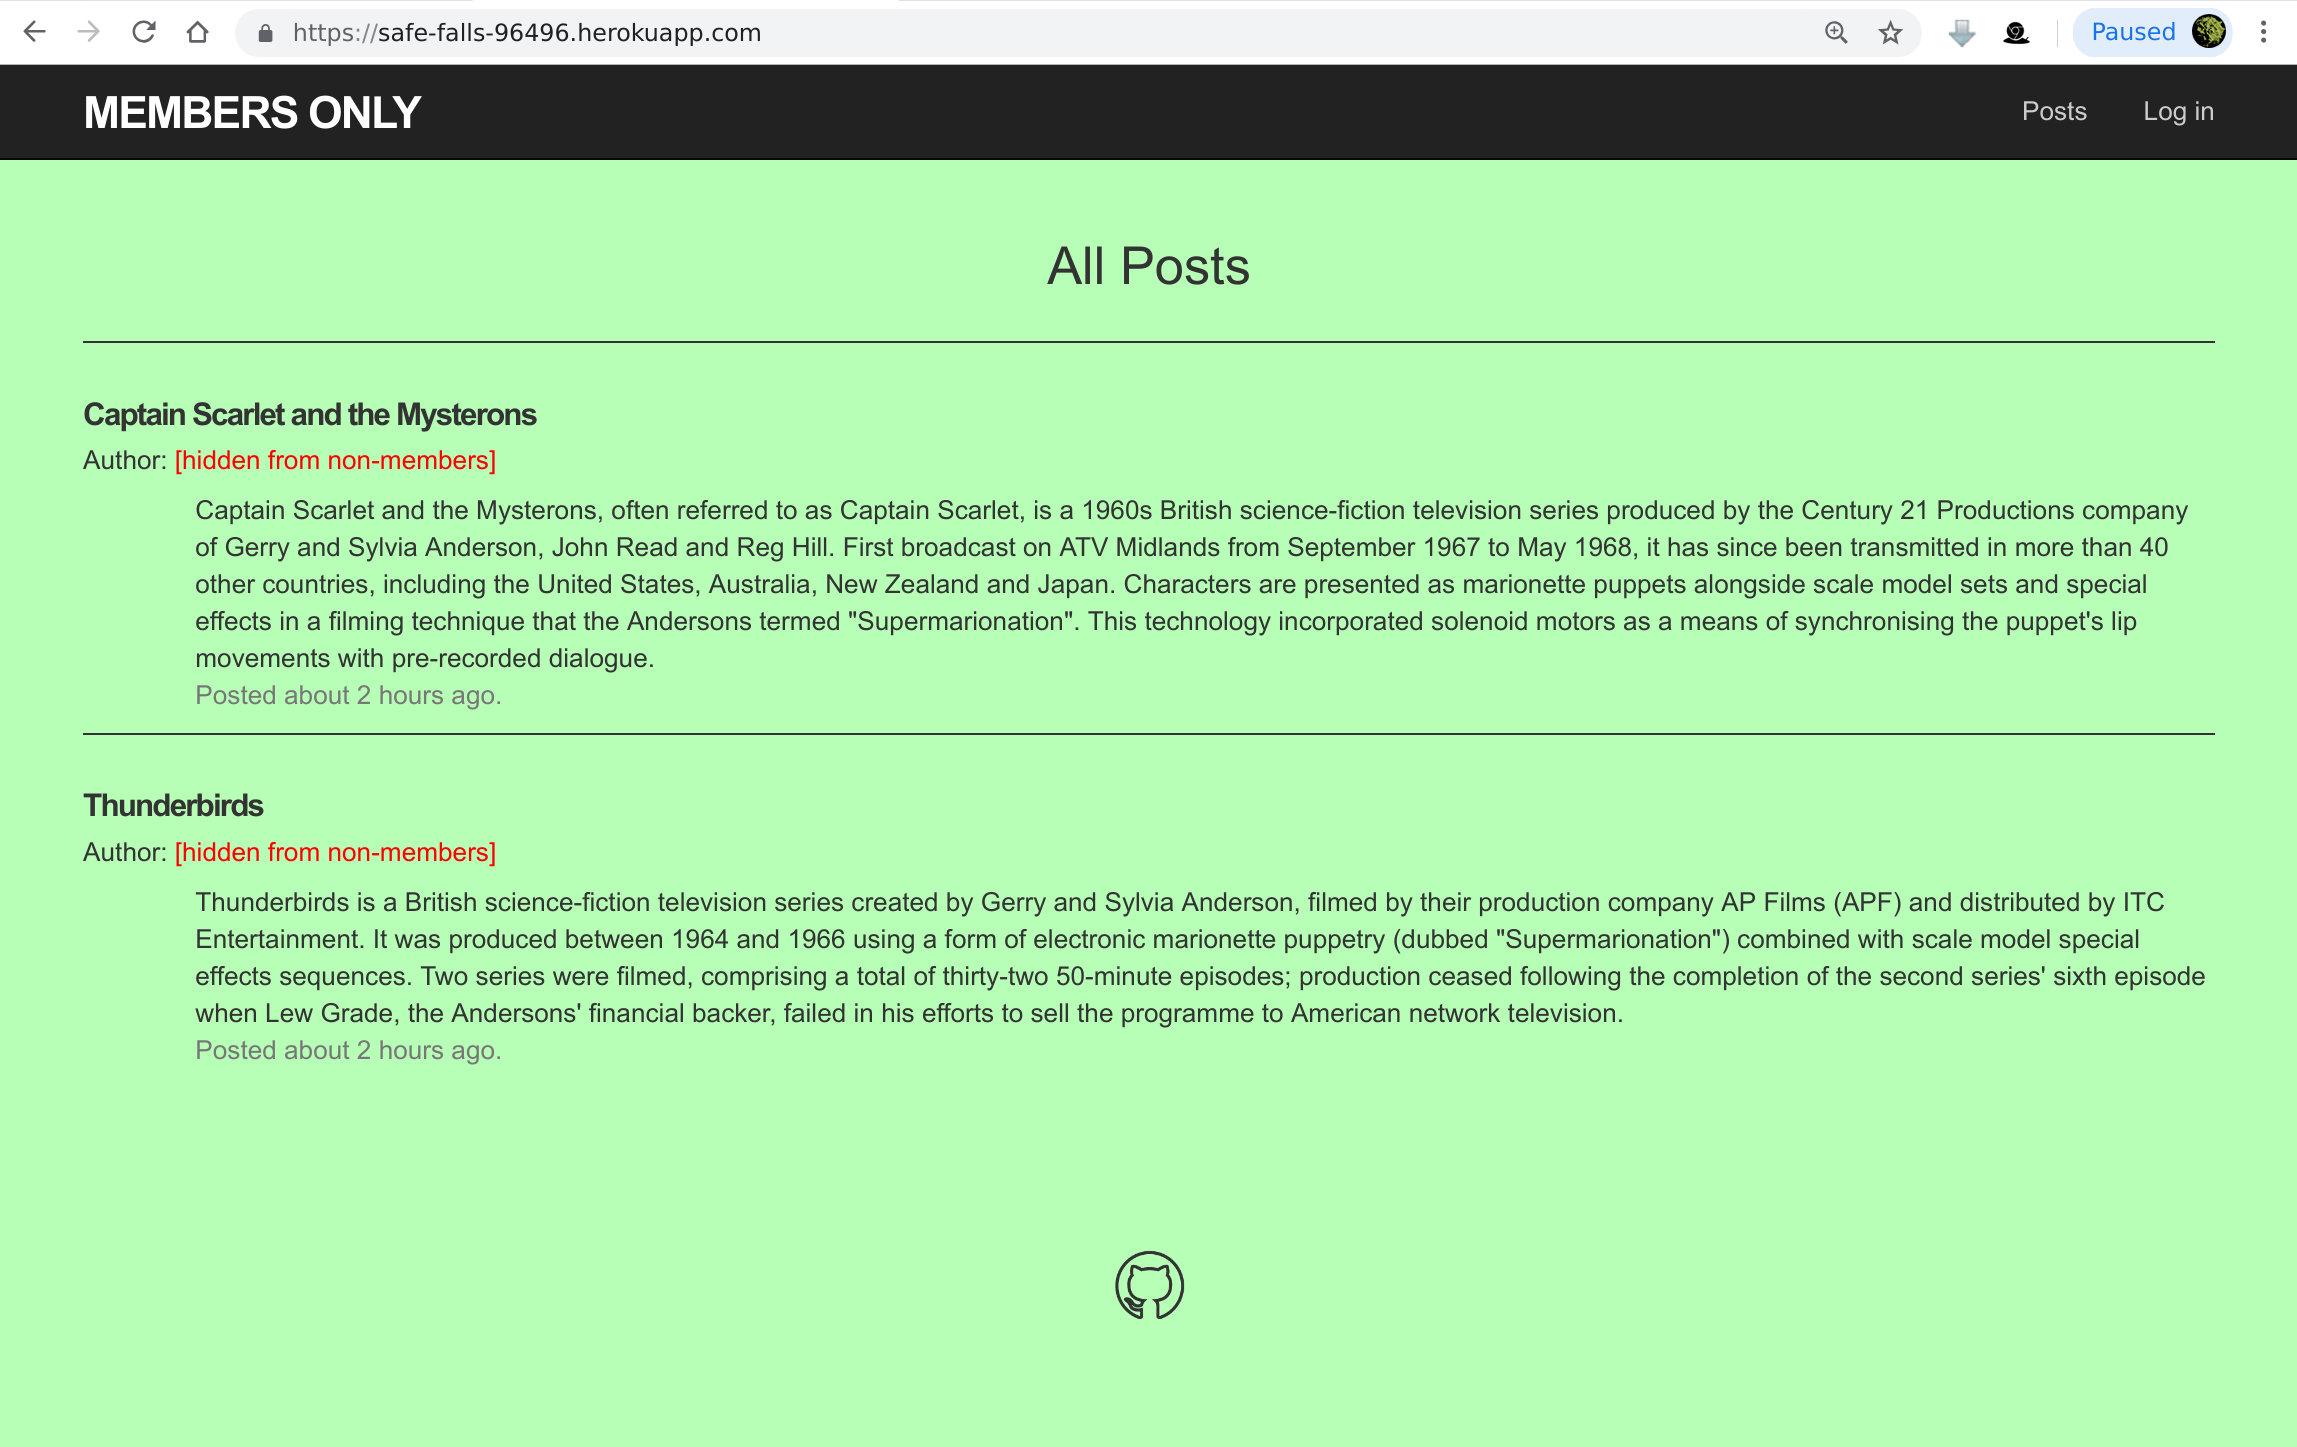 https://safe-falls-96496.herokuapp.com
Paused
MEMBERS ONLY
Posts
Log in
All Posts
Captain Scarlet and the Mysterons
Author: [hidden from non-members]
Captain Scarlet and the Mysterons, often referred to as Captain Scarlet, is a 1960s British science-fiction television series produced by the Century 21 Productions company
of Gerry and Sylvia Anderson, John Read and Reg Hill. First broadcast on ATV Midlands from September 1967 to May 1968, it has since been transmitted in more than 40
other countries, including the United States, Australia, New Zealand and Japan. Characters are presented as marionette puppets alongside scale model sets and special
effects in a filming technique that the Andersons termed "Supermarionation". This technology incorporated solenoid motors as a means of synchronising the puppet's lip
movements with pre-recorded dialogue.
Posted about 2 hours ago.
Thunderbirds
Author: [hidden from non-members]
Thunderbirds is a British science-fiction television series created by Gerry and Sylvia Anderson, filmed by their production company AP Films (APF) and distributed by ITC
Entertainment. It was produced between 1964 and 1966 using a form of electronic marionette puppetry (dubbed "Supermarionation") combined with scale model special
effects sequences. Two series were filmed, comprising a total of thirty-two 50-minute episodes; production ceased following the completion of the second series' sixth episode
when Lew Grade, the Andersons' financial backer, failed in his efforts to sell the programme to American network television.
Posted about 2 hours ago.